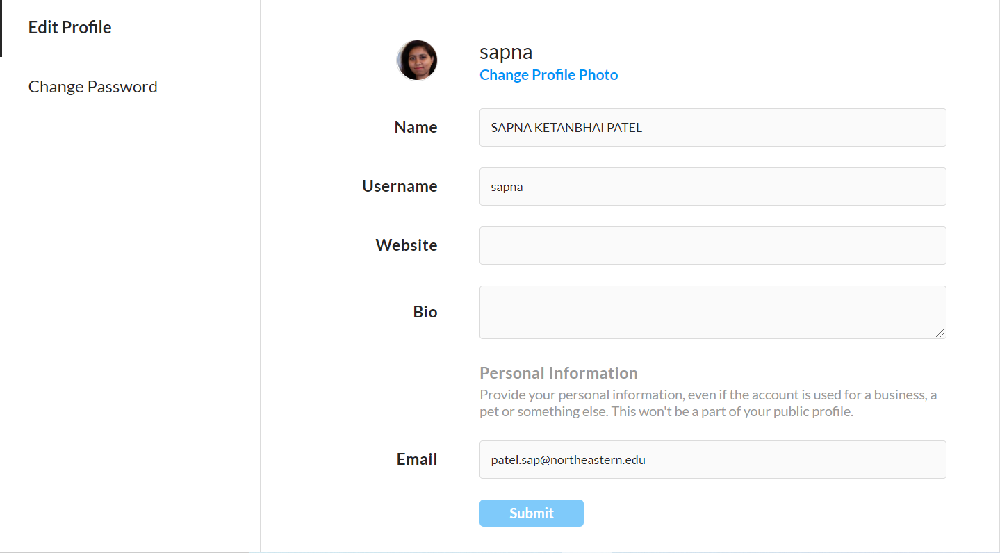 Edit Profile
Change Password
sapna
Change Profile Photo
Name
SAPNA KETANBHAI PATEL
Username
sapna
Website
Bio
Personal Information
Provide your personal information, even if the account is used for a business, a
pet or something else. This won't be a part of your public profile.
Email
patel.sap@northeastern.edu
Submit